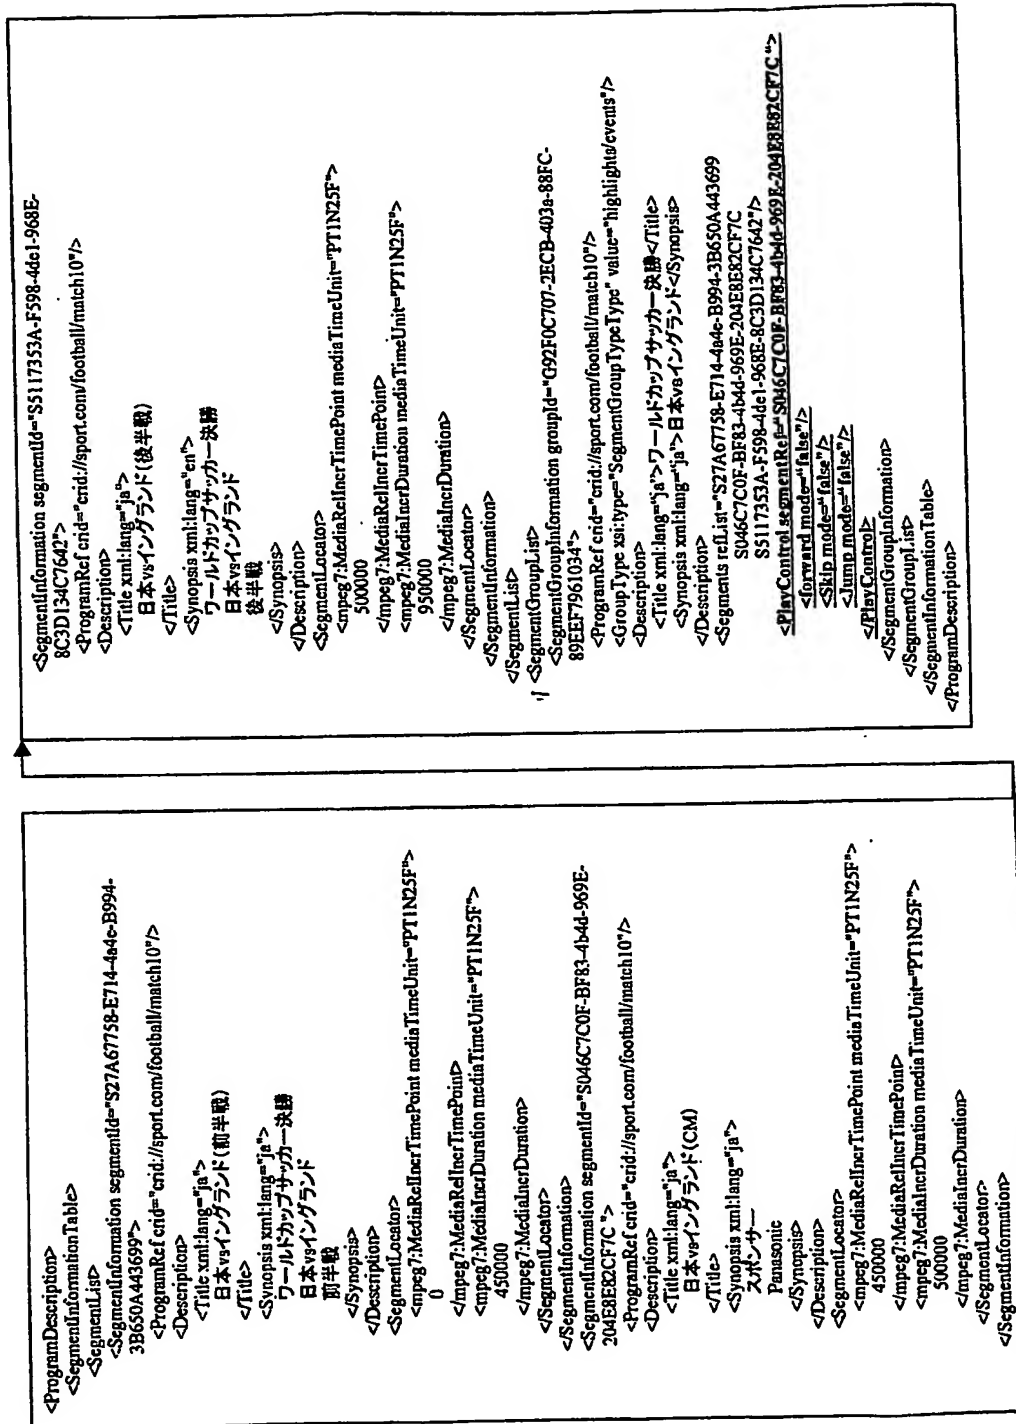 <ProgramDescription>
<SegmentInformationTable>
<SegmentList>
<SegmentInformation segmentId="S27A67758-E714-4a4e-B994-
3B650A443699">
<ProgramRef crid="crid://sport.com/football/match10"/>
<Description>
<Title xml:lang="ja">
日本vsイングランド(前半戦)
</Title>
<Synopsis xml:lang="ja">
ワールドカップサッカー決勝
日本vsイングランド
前半戦
</Synopsis>
</Description>
<SegmentLocator>
<mpeg7:MediaRelIncrTimePoint mediaTimeUnit="PT1N25F">
0
</mpeg7:MediaRelIncrTimePoint>
<mpeg7:MediaIncrDuration mediaTimeUnit="PT1N25F">
450000
</mpeg7:MediaIncrDuration>
</SegmentLocator>
</SegmentInformation>
<SegmentInformation segmentId="S046C7C0F-BF83-4b4d-969E-
204E8E82CF7C ">
<ProgramRef crid="crid://sport.com/football/match10"/>
<Description>
<Title xml:lang="ja">
日本vsイングランド(CM)
</Title>
<Synopsis xml:lang="ja">
スポンサー
Panasonic
</Synopsis>
</Description>
<SegmentLocator>
<mpeg7:MediaRelIncrTimePoint mediaTimeUnit="PT1N25F">
450000
</mpeg7:MediaRelIncrTimePoint>
<mpeg7:MediaIncrDuration mediaTimeUnit="PT1N25F">
500000
</mpeg7:MediaIncrDuration>
</SegmentLocator>
</SegmentInformation>
<SegmentInformation segmentId="S5117353A-F598-4de1-968E-
8C3D134C7642">
<ProgramRef crid="crid://sport.com/football/match10"/>
<Description>
<Title xml:lang="ja">
日本vsイングランド(後半戦)
</Title>
<Synopsis xml:lang="en">
ワールドカップサッカー決勝
日本vsイングランド
後半戦
</Synopsis>
</Description>
<SegmentLocator>
<mpeg7:MediaRelIncrTimePoint mediaTimeUnit="PT1N25F">
500000
</mpeg7:MediaRelIncrTimePoint>
<mpeg7:MediaIncrDuration mediaTimeUnit="PT1N25F">
950000
</mpeg7:MediaIncrDuration>
</SegmentLocator>
</SegmentInformation>
</SegmentList>
<SegmentGroupList>
<SegmentGroupInformation groupId="G92F0C707-2ECB-403a-88FC-
89EEF7961034">
<ProgramRef crid="crid://sport.com/football/match10"/>
<GroupType xsi:type="SegmentGroupTypeType" value="highlights/events"/>
<Description>
<Title xml:lang="ja">ワールドカップサッカー決勝</Title>
<Synopsis xml:lang="ja">日本vsイングランド</Synopsis>
</Description>
<Segments refList="S27A67758-E714-4a4e-B994-3B650A443699
S046C7C0F-BF83-4b4d-969E-204E8E82CF7C
S5117353A-F598-4de1-968E-8C3D134C7642"/>
<PlayControl segmentRef="S046C7C0F-BF83-4b4d-969E-204E8E82CF7C ">
<forward mode="false"/>
<Skip mode="false"/>
<Jump mode="false"/>
</PlayControl>
</SegmentGroupInformation>
</SegmentGroupList>
</SegmentInformationTable>
</ProgramDescription>